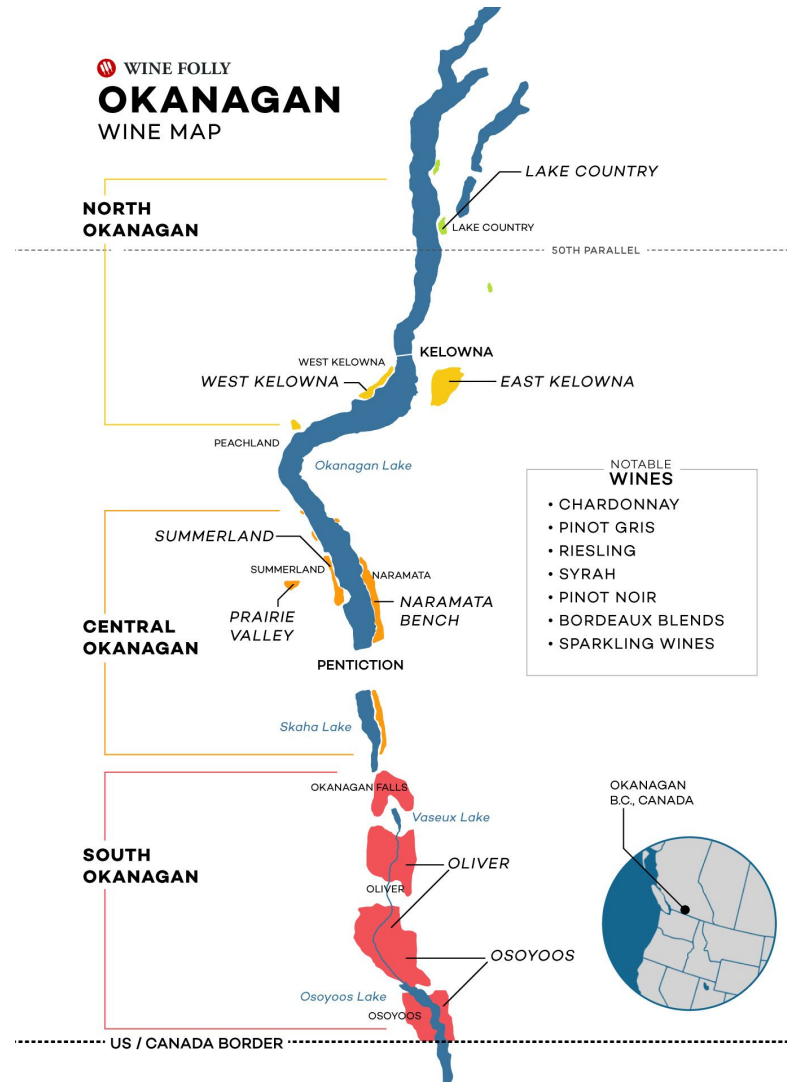 WINE FOLLY
OKANAGAN
WINE MAP
LAKE COUNTRY
NORTH
OKANAGAN
LAKE COUNTRY
50TH PARALLEL
KELOWNA
WEST KELOWNA
WEST KELOWNA
EAST KELOWNA
PEACHLAND
Okanagan Lake
NOTABLE
WINES
• CHARDONNAY
• PINOT GRIS
• RIESLING
• SYRAH
• PINOT NOIR
• BORDEAUX BLENDS
• SPARKLING WINES
SUMMERLAND
SUMMERLAND
NARAMATA
PRAIRIE
VALLEY
NARAMATA
BENCH
CENTRAL
OKANAGAN
PENTICTION
Skaha Lake
OKANAGAN FALLS
Vaseux Lake
OKANAGAN
B.C., CANADA
SOUTH
OKANAGAN
OLIVER
OLIVER
OSOYOOS
Osoyoos Lake
OSOYOOS
US / CANADA BORDER